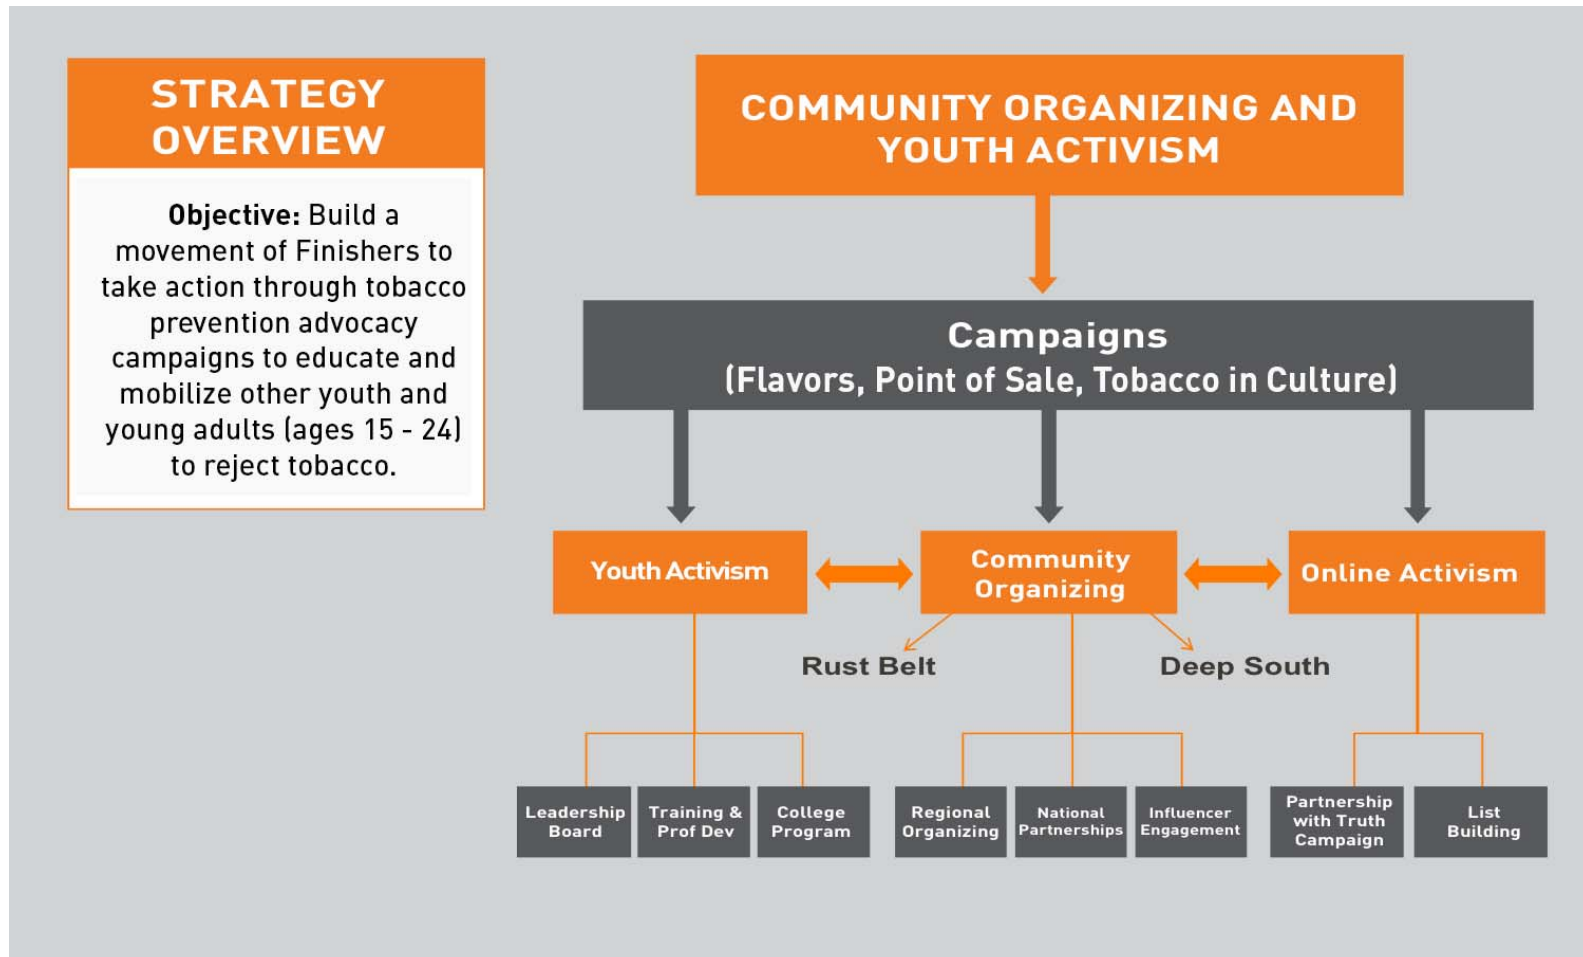 STRATEGY
OVERVIEW
Objective: Build a
movement of Finishers to
take action through tobacco
prevention advocacy
campaigns to educate and
mobilize other youth and
young adults (ages 15 - 24)
to reject tobacco.
COMMUNITY ORGANIZING AND
YOUTH ACTIVISM
Campaigns
(Flavors, Point of Sale, Tobacco in Culture)
Youth Activism
Community
Organizing
Online Activism
Rust Belt
Deep South
Leadership
Board
Training &
Prof Dev
College
Program
Regional
Organizing
National
Partnerships
Influencer
Engagement
Partnership
with Truth
Campaign
List
Building